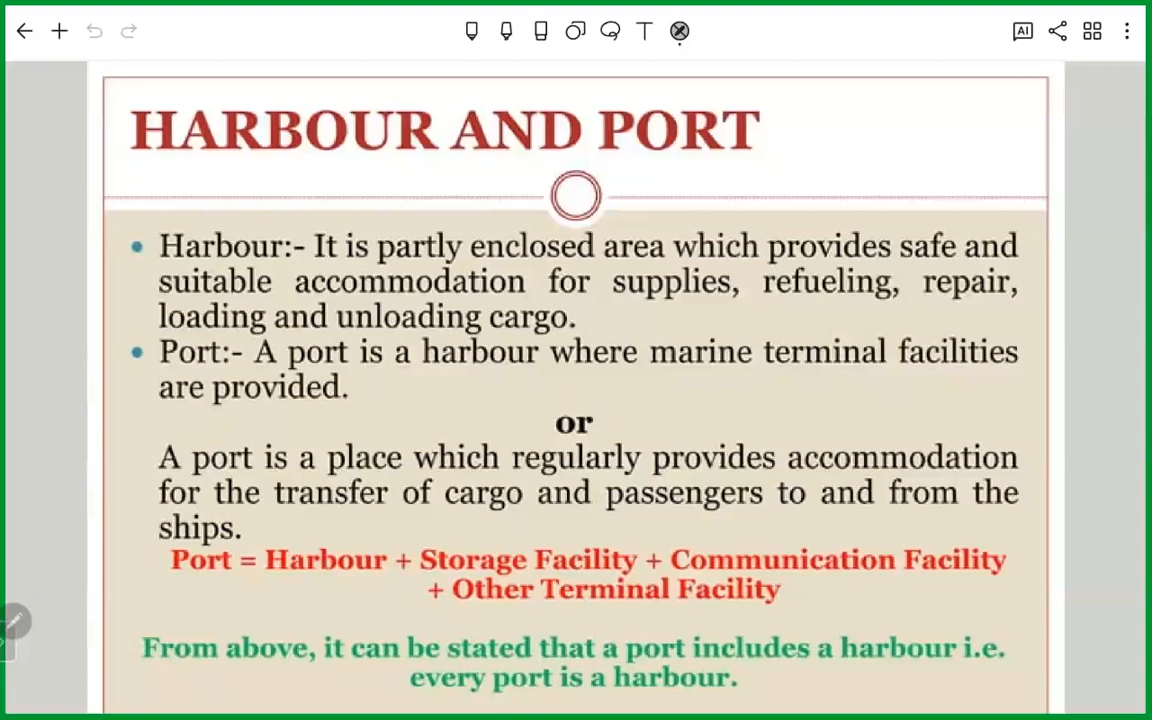 T
AI
HARBOUR AND PORT
• Harbour:- It is partly enclosed area which provides safe and
suitable accommodation for supplies, refueling, repair,
loading and unloading cargo.
• Port:- A port is a harbour where marine terminal facilities
are provided.
or
A port is a place which regularly provides accommodation
for the transfer of cargo and passengers to and from the
ships.
Port = Harbour + Storage Facility + Communication Facility
+ Other Terminal Facility
From above, it can be stated that a port includes a harbour i.e.
every port is a harbour.